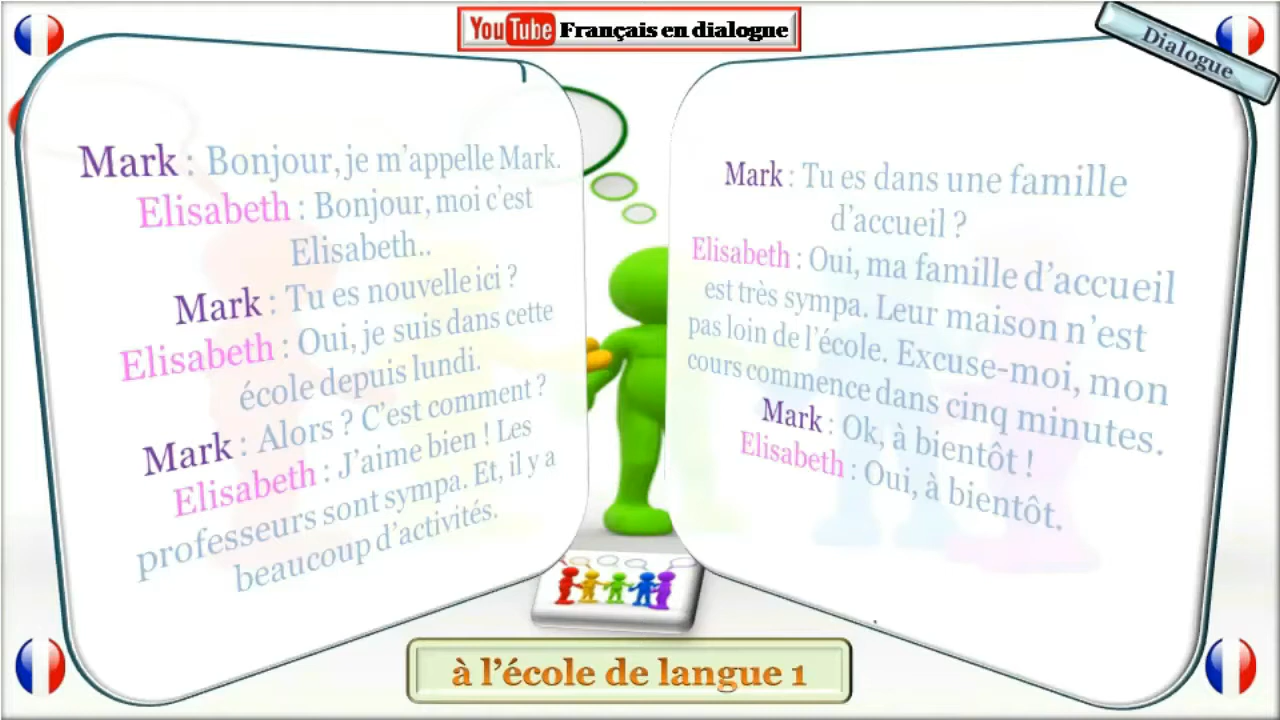 YouTube Français en dialogue
Dialogue
Mark : Bonjour, je m'appelle Mark.
Elisabeth : Bonjour, moi c'est
Elisabeth..
Mark : Tu es nouvelle ici ?
Elisabeth : Oui, je suis dans cette
école depuis lundi.
Mark : Alors ? C'est comment ?
Elisabeth : J'aime bien ! Les
professeurs sont sympa. Et, il y a
beaucoup d'activités.
Mark : Tu es dans une famille
d'accueil ?
Elisabeth : Oui, ma famille d'accueil
est très sympa. Leur maison n'est
pas loin de l'école. Excuse-moi, mon
cours commence dans cinq minutes.
Mark : Ok, à bientôt !
Elisabeth : Oui, à bientôt.
à l'école de langue 1